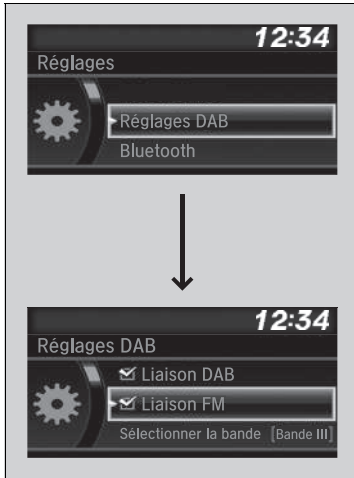 12:34
Réglages
Réglages DAB
Bluetooth
12:34
Réglages DAB
Liaison DAB
Liaison FM
Sélectionner la bande [Bande III]